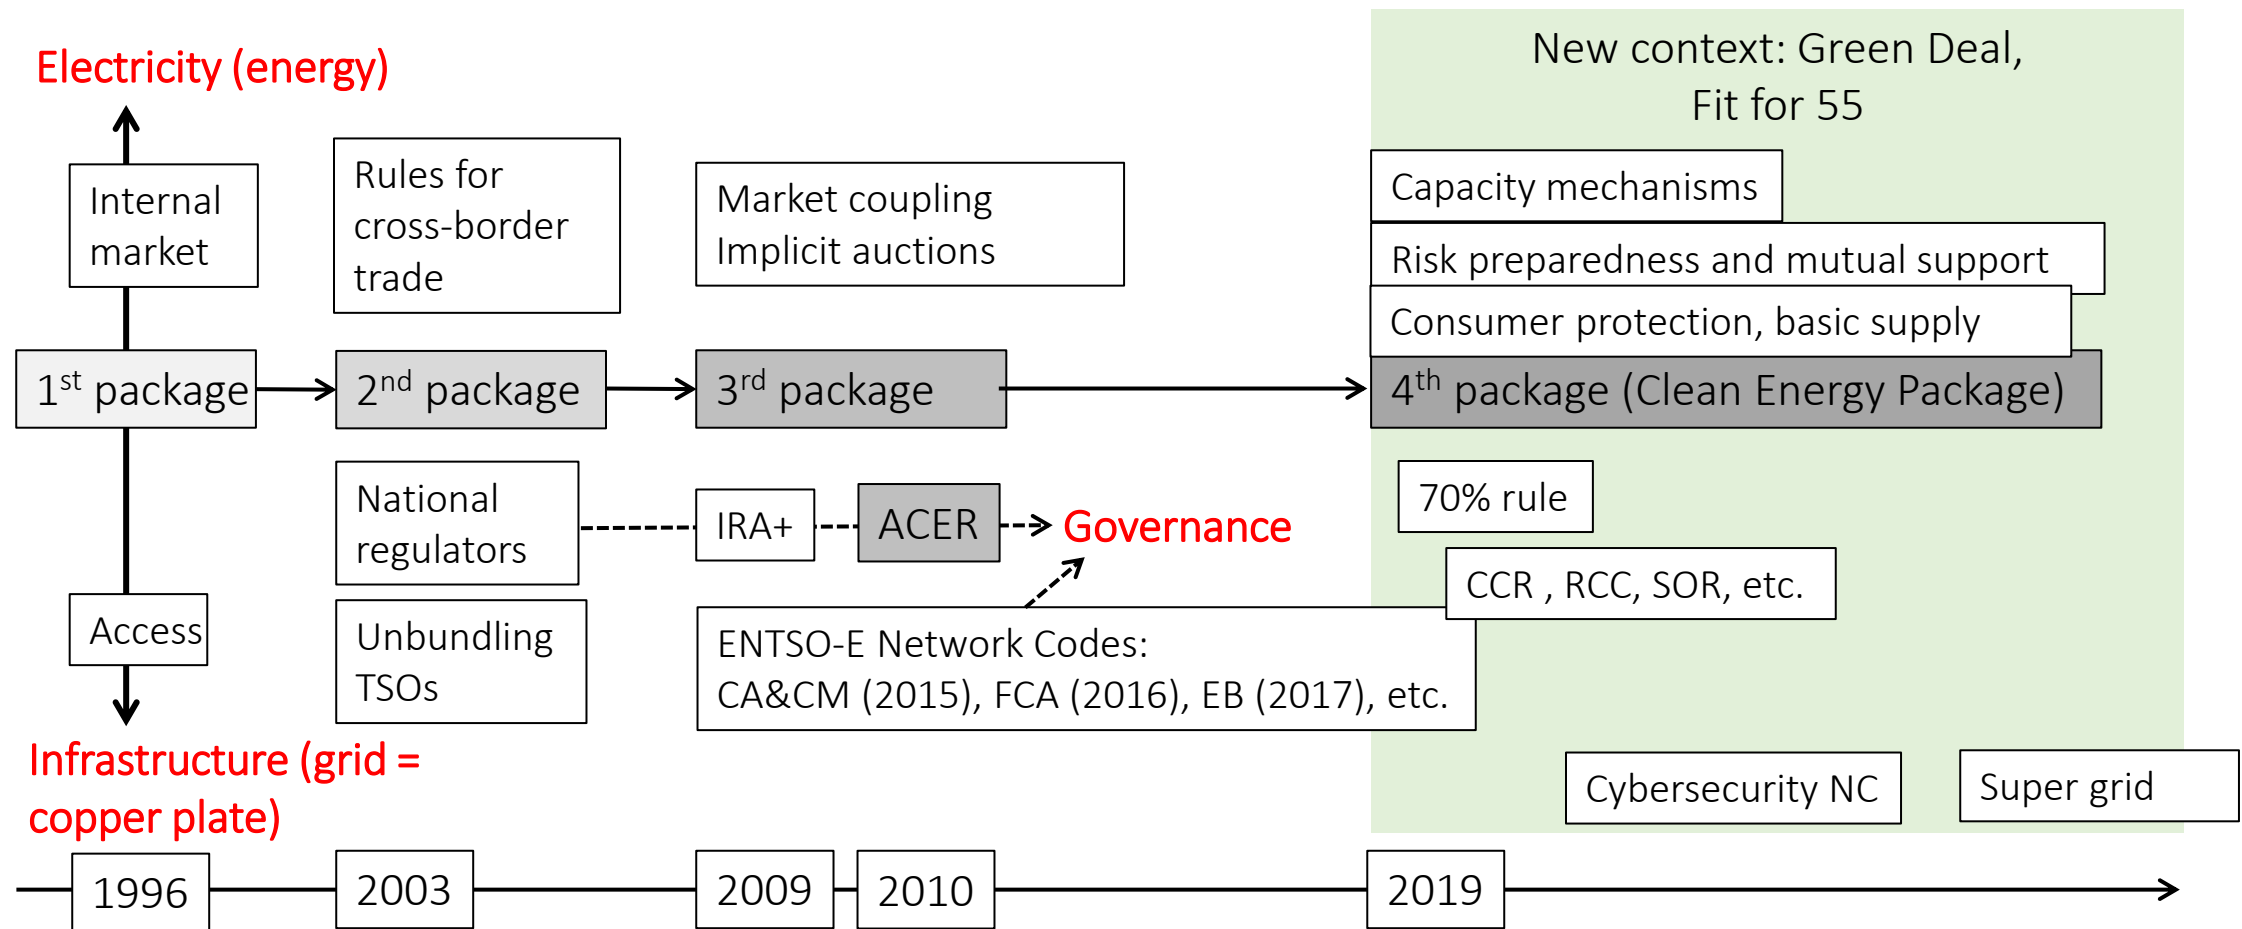 New context: Green Deal,
Fit for 55
Electricity (energy)
Internal
market
Rules for
cross-border
trade
Market coupling
Implicit auctions
Capacity mechanisms
Risk preparedness and mutual support
Consumer protection, basic supply
1st package
2nd package
3rd package
4th package (Clean Energy Package)
National
regulators
IRA+
ACER
Governance
70% rule
CCR , RCC, SOR, etc.
Access
Unbundling
TSOs
ENTSO-E Network Codes:
CA&CM (2015), FCA (2016), EB (2017), etc.
Infrastructure (grid =
copper plate)
Cybersecurity NC
Super grid
1996
2003
2009
2010
2019